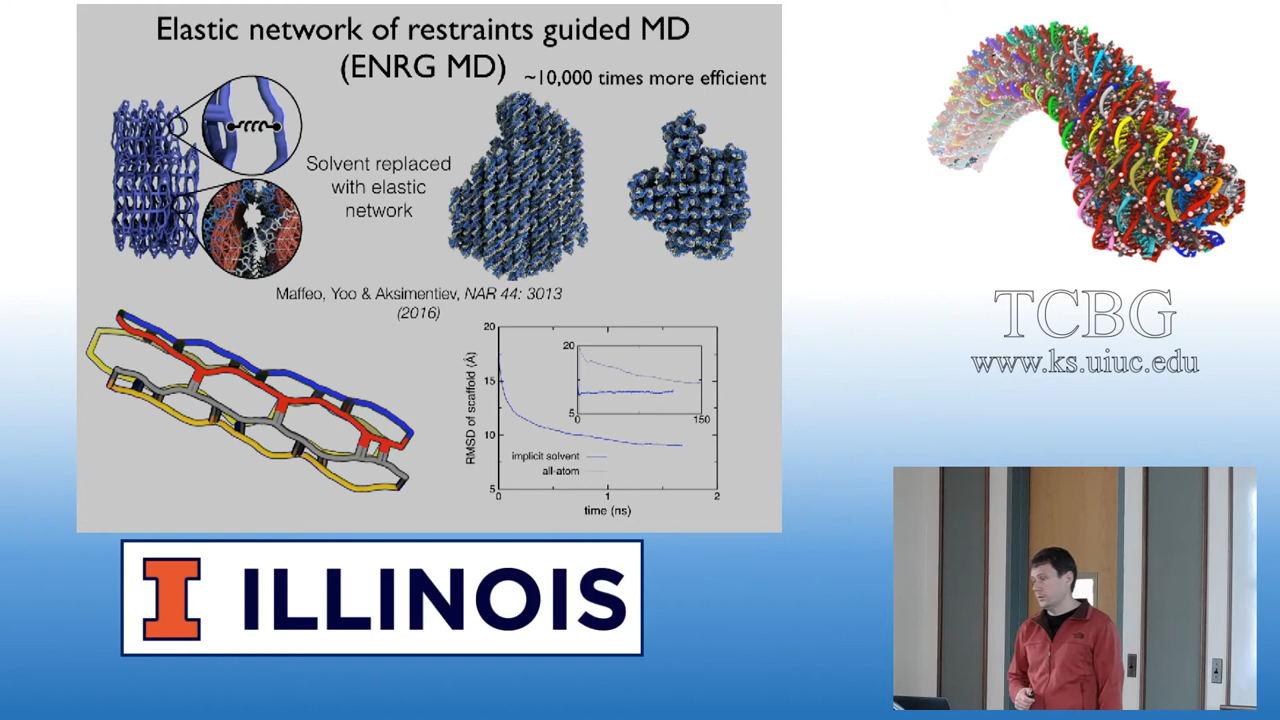 Elastic network of restraints guided MD
(ENRG MD)
~10,000 times more efficient
Solvent replaced
with elastic
network
Maffeo, Yoo & Aksimentiev, NAR 44: 3013
(2016)
20
15
10
5
RMSD of scaffold (Å)
20
5
0
150
implicit solvent
all-atom
0
1
2
time (ns)
TCBG
www.ks.uiuc.edu
I ILLINOIS